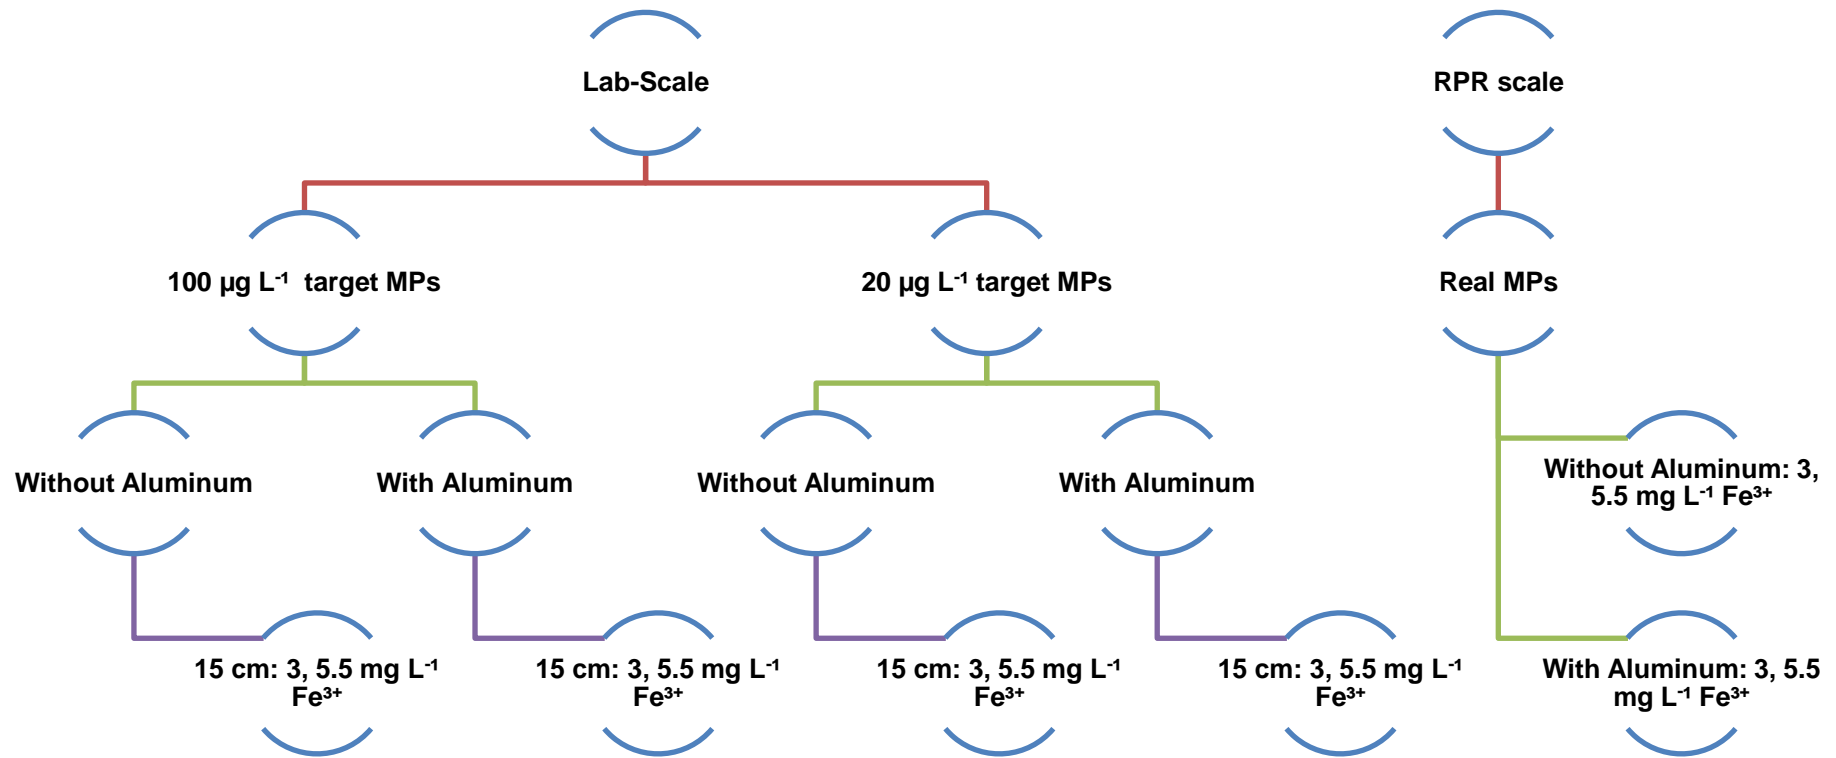 Lab-Scale
RPR scale
100 µg L⁻¹  target MPs
20 µg L⁻¹ target MPs
Real MPs
Without Aluminum
With Aluminum
Without Aluminum
With Aluminum
Without Aluminum: 3,
5.5 mg L⁻¹ Fe³⁺
15 cm: 3, 5.5 mg L⁻¹
Fe³⁺
15 cm: 3, 5.5 mg L⁻¹
Fe³⁺
15 cm: 3, 5.5 mg L⁻¹
Fe³⁺
15 cm: 3, 5.5 mg L⁻¹
Fe³⁺
With Aluminum: 3, 5.5
mg L⁻¹ Fe³⁺